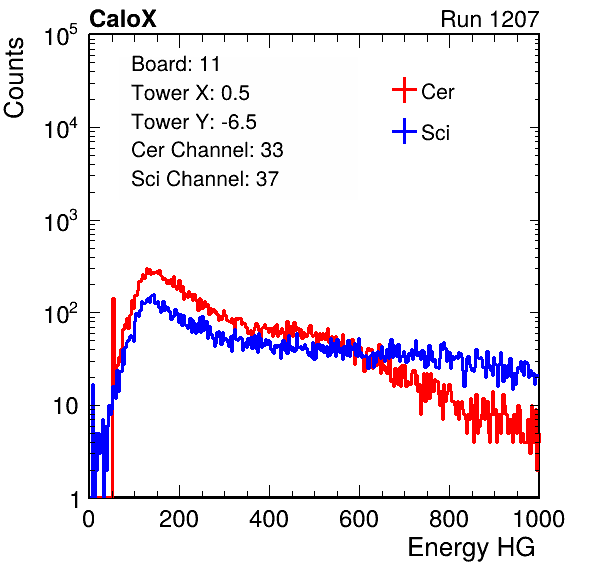 CaloX Run 1207
Counts
10^5
10^4
10^3
10^2
10
1
Board: 11
Tower X: 0.5
Tower Y: -6.5
Cer Channel: 33
Sci Channel: 37
Cer
Sci
0 200 400 600 800 1000
Energy HG